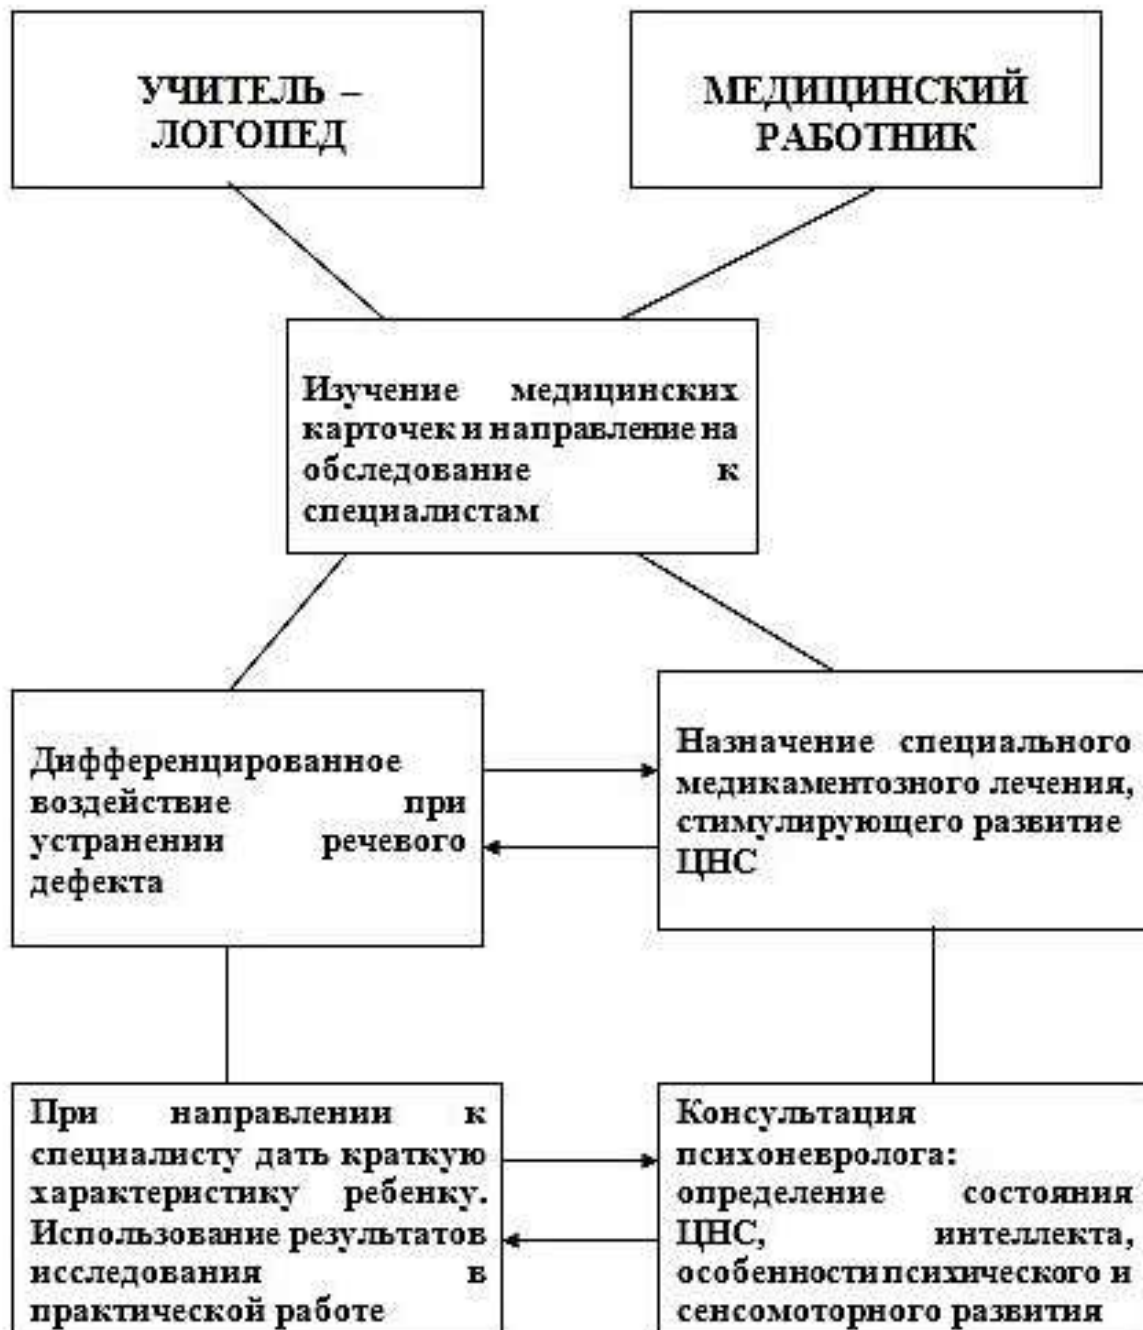 УЧИТЕЛЬ –
ЛОГОПЕД
МЕДИЦИНСКИЙ
РАБОТНИК
Изучение медицинских
карточек и направление на
обследование к
специалистам
Дифференцированное
воздействие при
устранении речевого
дефекта
Назначение специального
медикаментозного лечения,
стимулирующего развитие
ЦНС
При направлении к
специалисту дать краткую
характеристику ребенку.
Использование результатов
исследования в
практической работе
Консультация
психоневролога:
определение состояния
ЦНС, интеллекта,
особенности психического и
сенсомоторного развития